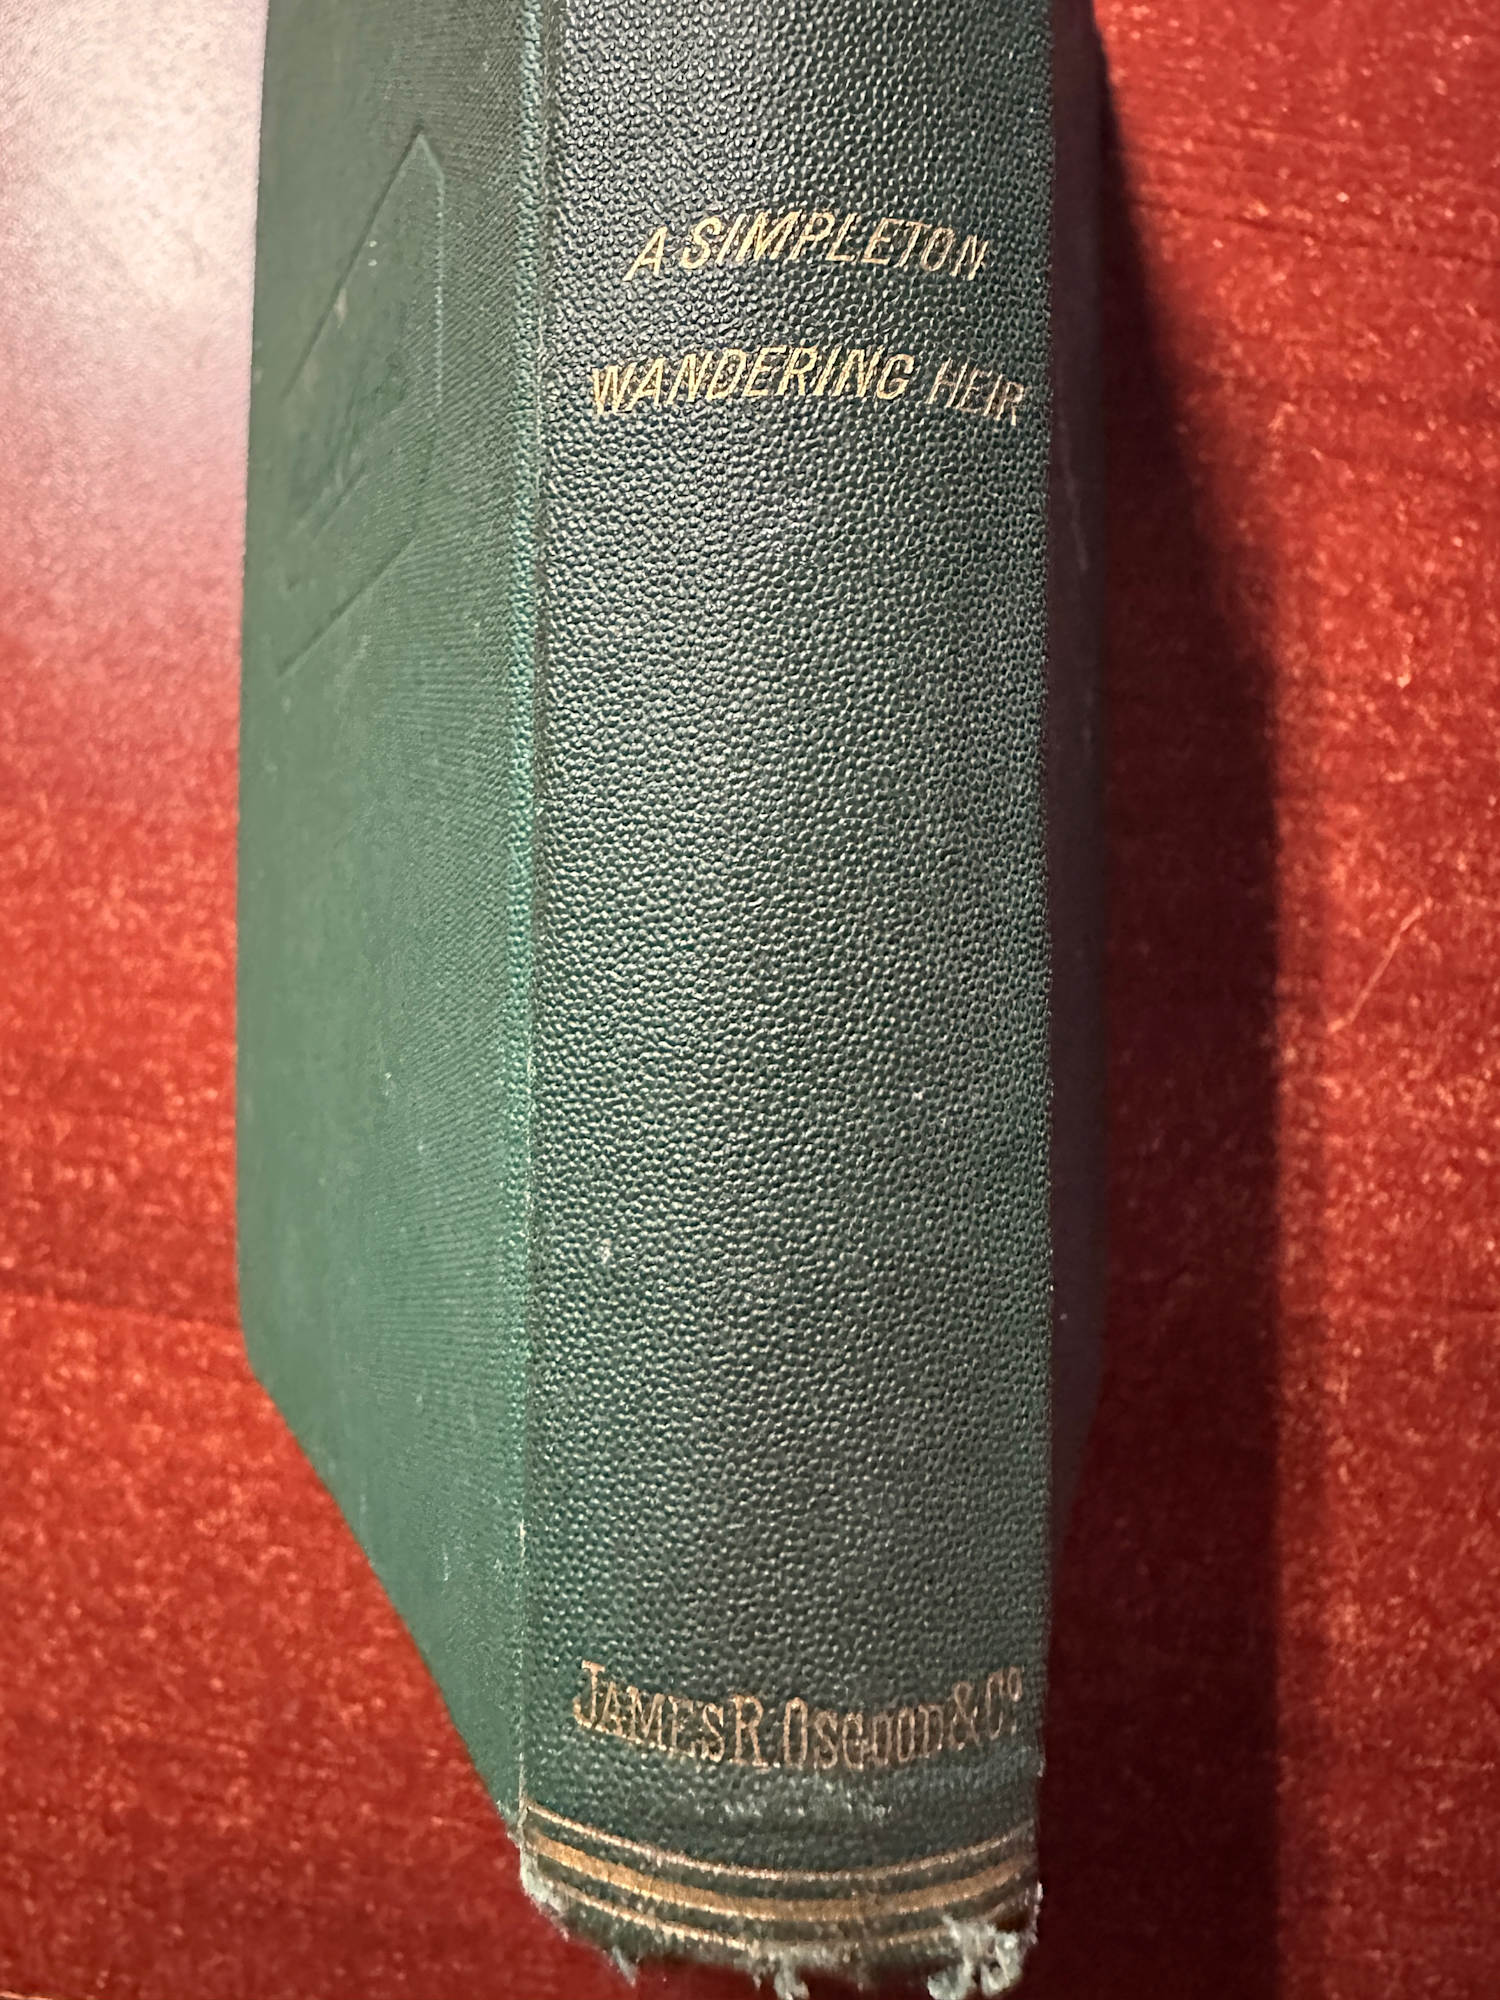 A SIMPLETON
WANDERING HEIR
JAMES R. OSGOOD & Cº